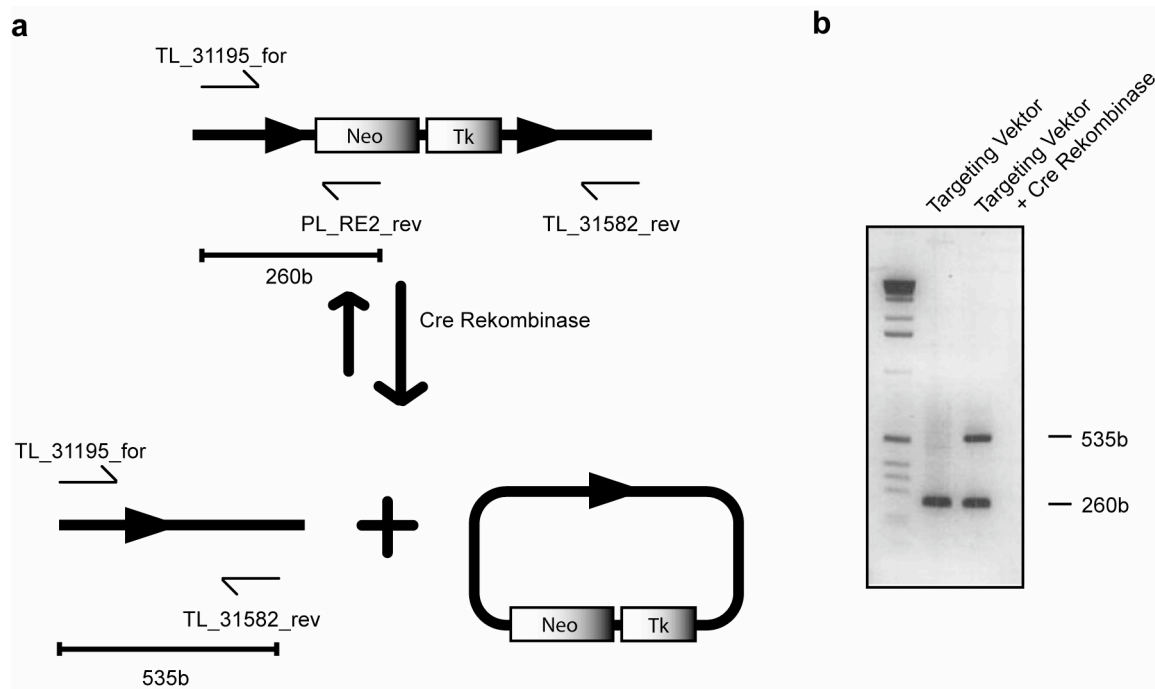 a
TL_31195_for
Neo
Tk
PL_RE2_rev
TL_31582_rev
260b
Cre Rekombinase
TL_31195_for
TL_31582_rev
535b
Neo
Tk
b
Targeting Vektor
Targeting Vektor
+ Cre Rekombinase
535b
260b